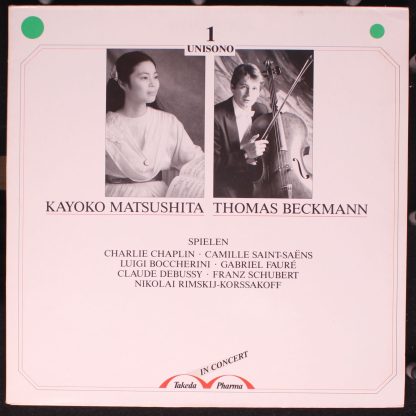 1
UNISONO
KAYOKO MATSUSHITA THOMAS BECKMANN
SPIELEN
CHARLIE CHAPLIN · CAMILLE SAINT-SAËNS
LUIGI BOCCHERINI · GABRIEL FAURÉ
CLAUDE DEBUSSY · FRANZ SCHUBERT
NIKOLAI RIMSKIJ-KORSSAKOFF
IN CONCERT
Takeda Pharma